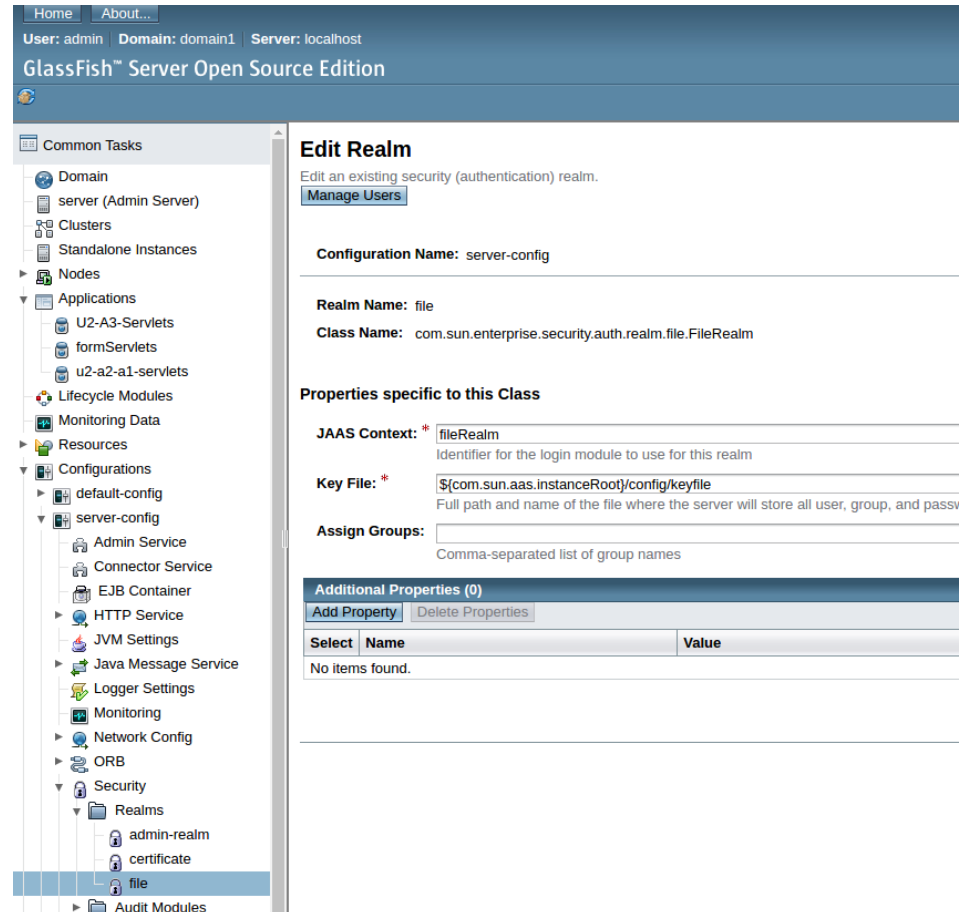 Home About...
User: admin Domain: domain1 Server: localhost
GlassFish™ Server Open Source Edition
Common Tasks
Domain
server (Admin Server)
Clusters
Standalone Instances
Nodes
Applications
U2-A3-Servlets
formServlets
u2-a2-a1-servlets
Lifecycle Modules
Monitoring Data
Resources
Configurations
default-config
server-config
Admin Service
Connector Service
EJB Container
HTTP Service
JVM Settings
Java Message Service
Logger Settings
Monitoring
Network Config
ORB
Security
Realms
admin-realm
certificate
file
Audit Modules
Edit Realm
Edit an existing security (authentication) realm.
Manage Users
Configuration Name: server-config
Realm Name: file
Class Name: com.sun.enterprise.security.auth.realm.file.FileRealm
Properties specific to this Class
JAAS Context: * fileRealm
Identifier for the login module to use for this realm
Key File: * ${com.sun.aas.instanceRoot}/config/keyfile
Full path and name of the file where the server will store all user, group, and passw
Assign Groups:
Comma-separated list of group names
Additional Properties (0)
Add Property Delete Properties
Select Name Value
No items found.